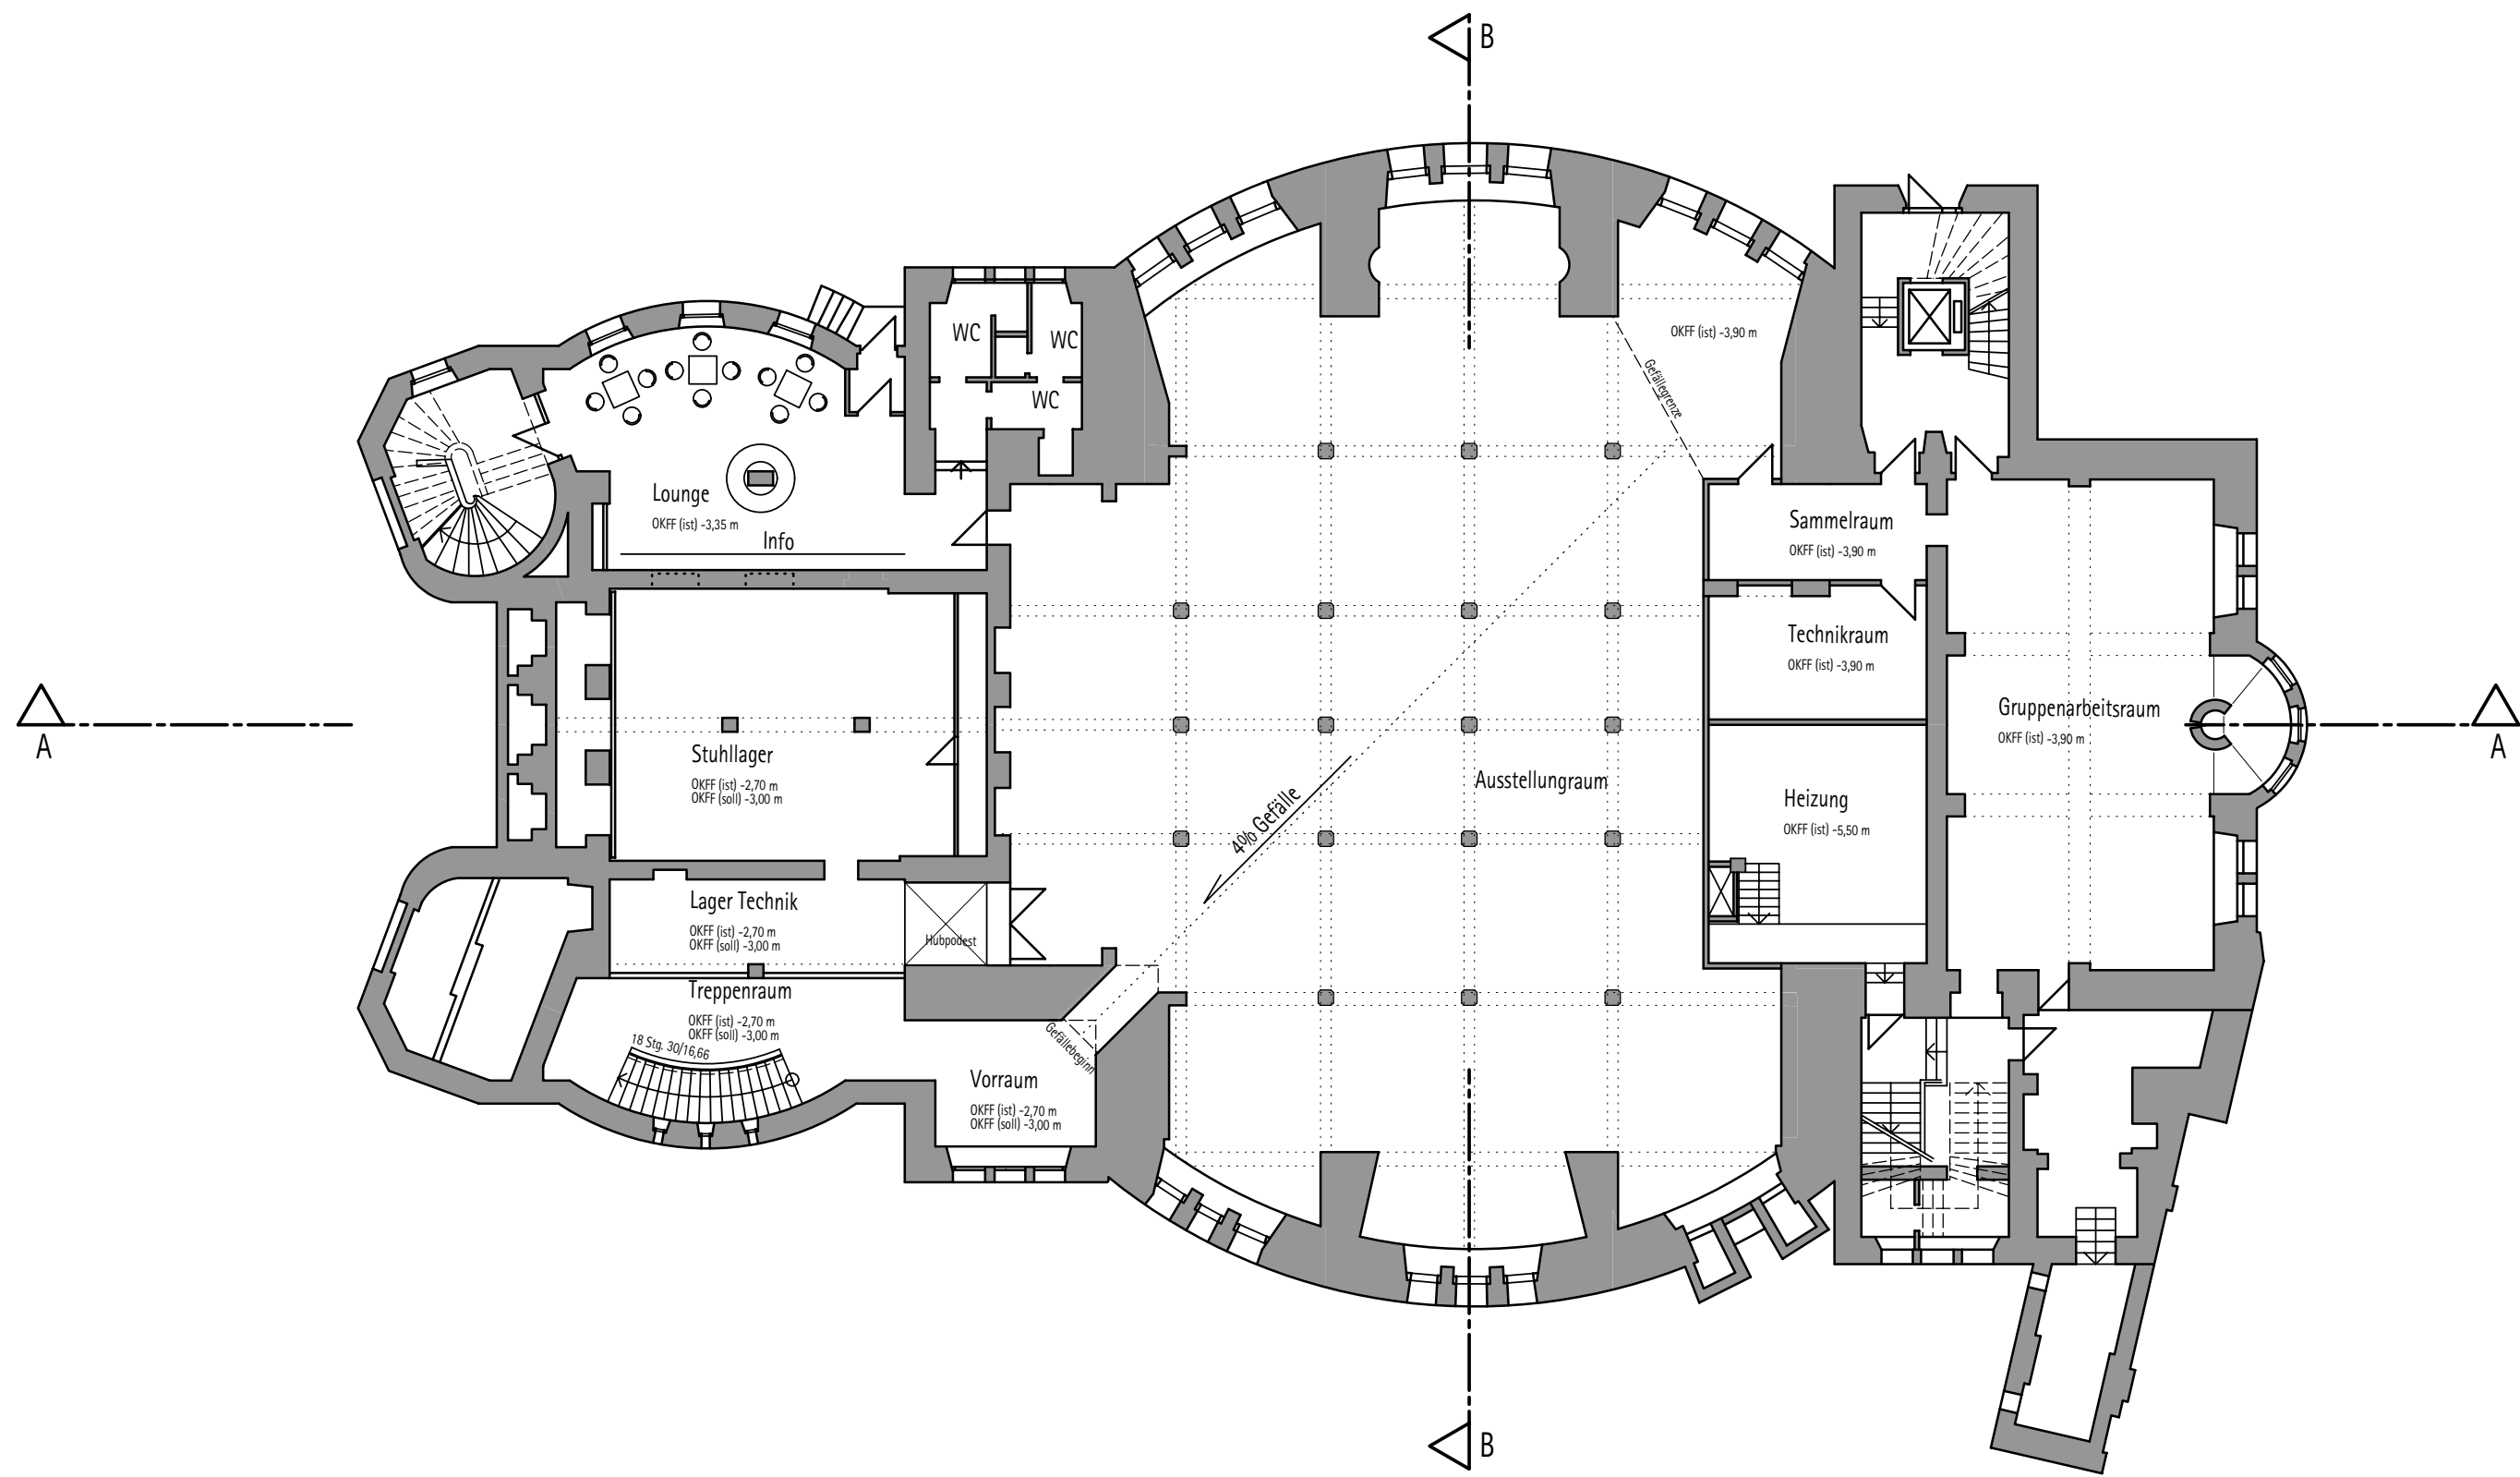 B
WC
WC
WC
OKFF (ist) -3,90 m
Gefällegrenze
Lounge
OKFF (ist) -3,35 m
Info
Sammelraum
OKFF (ist) -3,90 m
Technikraum
OKFF (ist) -3,90 m
Gruppenarbeitsraum
OKFF (ist) -3,90 m
A
A
Stuhllager
OKFF (ist) -2,70 m
OKFF (soll) -3,00 m
Ausstellungraum
4% Gefälle
Heizung
OKFF (ist) -5,50 m
Lager Technik
OKFF (ist) -2,70 m
OKFF (soll) -3,00 m
Hubpodest
Treppenraum
OKFF (ist) -2,70 m
OKFF (soll) -3,00 m
18 Stg. 30/16,66
Gefällebeginn
Vorraum
OKFF (ist) -2,70 m
OKFF (soll) -3,00 m
B